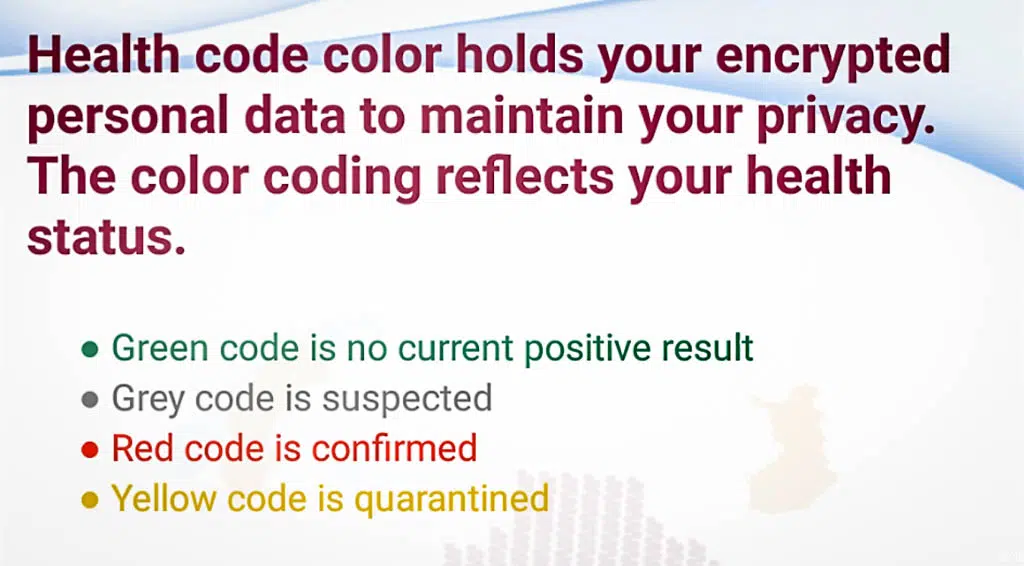 Health code color holds your encrypted
personal data to maintain your privacy.
The color coding reflects your health
status.
● Green code is no current positive result
● Grey code is suspected
● Red code is confirmed
● Yellow code is quarantined